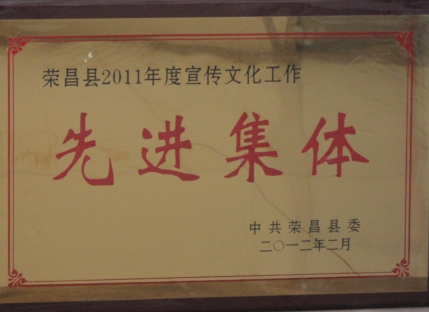 荣昌县2011年度宣传文化工作
先进集体
中共荣昌县委
二〇一二年二月